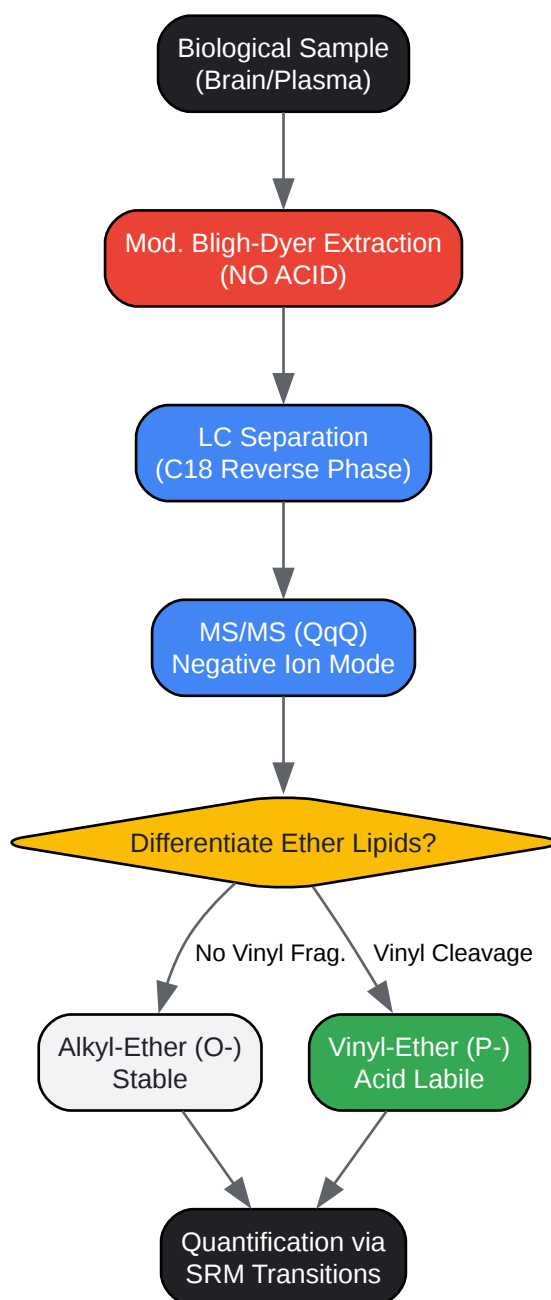 Biological Sample
(Brain/Plasma)
Mod. Bligh-Dyer Extraction
(NO ACID)
LC Separation
(C18 Reverse Phase)
MS/MS (QqQ)
Negative Ion Mode
Differentiate Ether Lipids?
No Vinyl Frag.
Vinyl Cleavage
Alkyl-Ether (O-)
Stable
Vinyl-Ether (P-)
Acid Labile
Quantification via
SRM Transitions